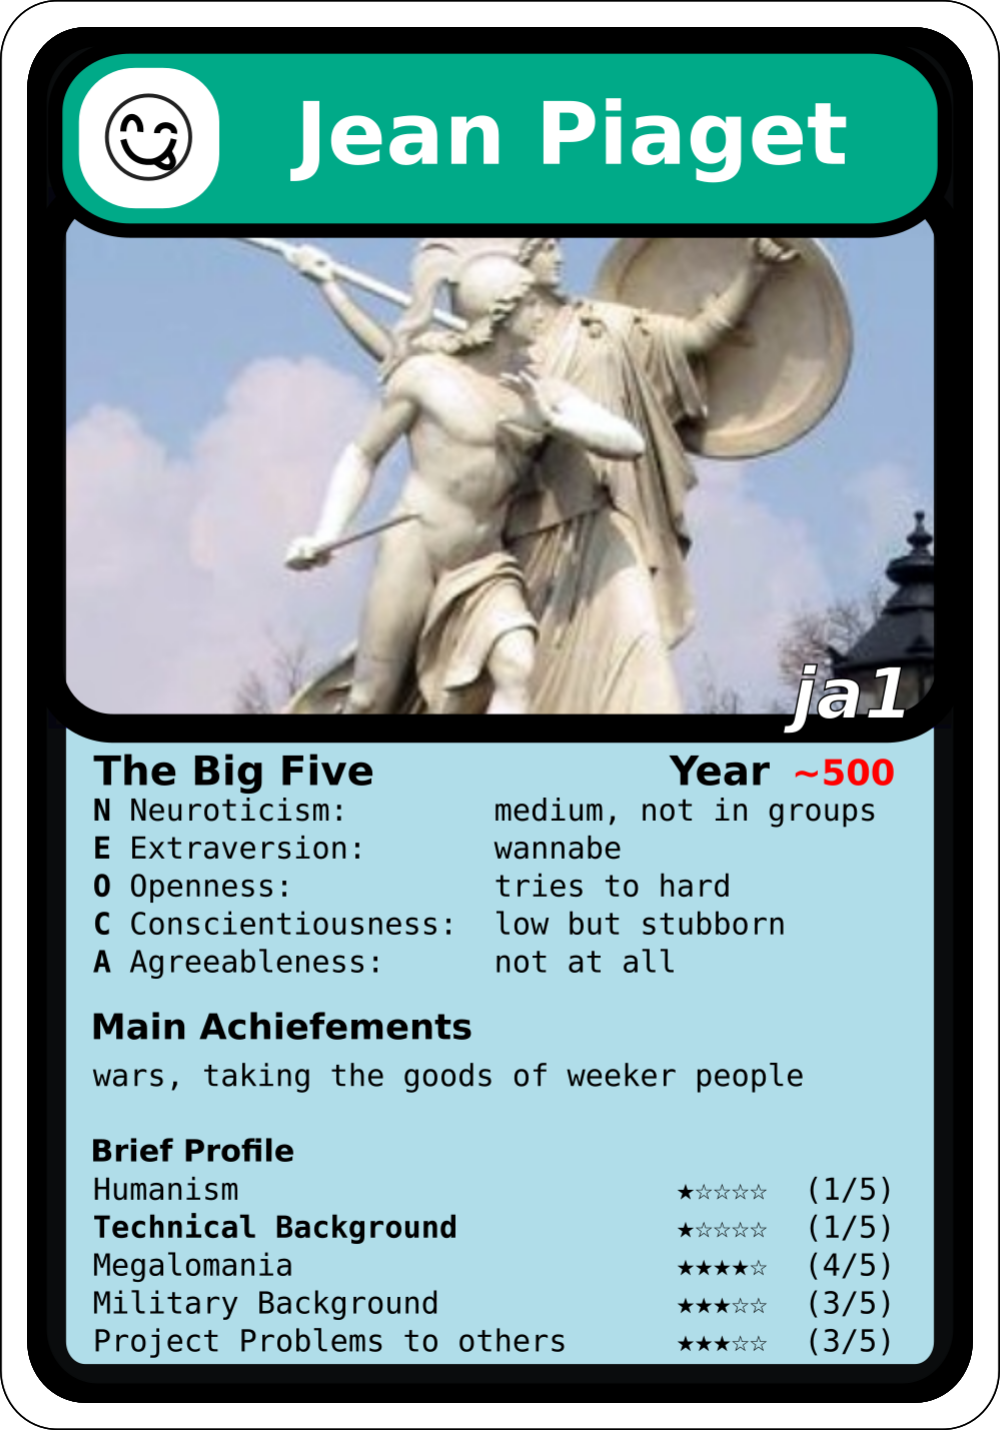 Jean Piaget
ja1
The Big Five Year ~500
N Neuroticism: medium, not in groups
E Extraversion: wannabe
O Openness: tries to hard
C Conscientiousness: low but stubborn
A Agreeableness: not at all
Main Achiefements
wars, taking the goods of weeker people
Brief Profile
Humanism ★☆☆☆☆ (1/5)
Technical Background ★☆☆☆☆ (1/5)
Megalomania ★★★★☆ (4/5)
Military Background ★★★☆☆ (3/5)
Project Problems to others ★★★☆☆ (3/5)